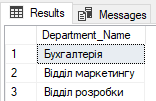 Results Messages
Department_Name
1 Бухгалтерія
2 Відділ маркетингу
3 Відділ розробки